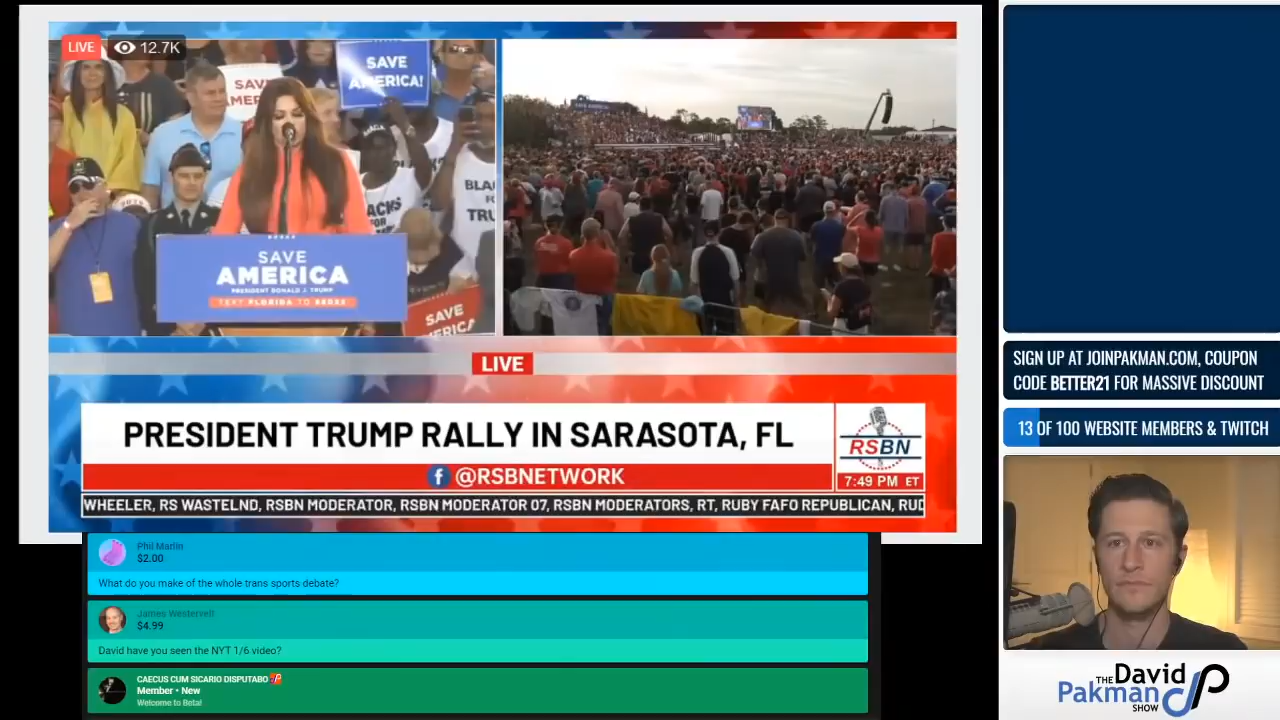 LIVE
12.7K
SAVE
AMERICA!
SAVE
AMERICA
PRESIDENT DONALD J. TRUMP
TEXT FLORIDA TO
SAVE
LIVE
PRESIDENT TRUMP RALLY IN SARASOTA, FL
@RSBNETWORK
RSBN
7:49 PM ET
WHEELER, RS WASTELND, RSBN MODERATOR, RSBN MODERATOR 07, RSBN MODERATORS, RT, RUBY FAFO REPUBLICAN, RUD
Phil Marlin
$2.00
What do you make of the whole trans sports debate?
James Westervelt
$4.99
David have you seen the NYT 1/6 video?
CAECUS CUM SICARIO DISPUTABO
Member • New
Welcome to Beta!
SIGN UP AT JOINPAKMAN.COM, COUPON
CODE BETTER21 FOR MASSIVE DISCOUNT
13 OF 100 WEBSITE MEMBERS & TWITCH
THE David
Pakman
SHOW